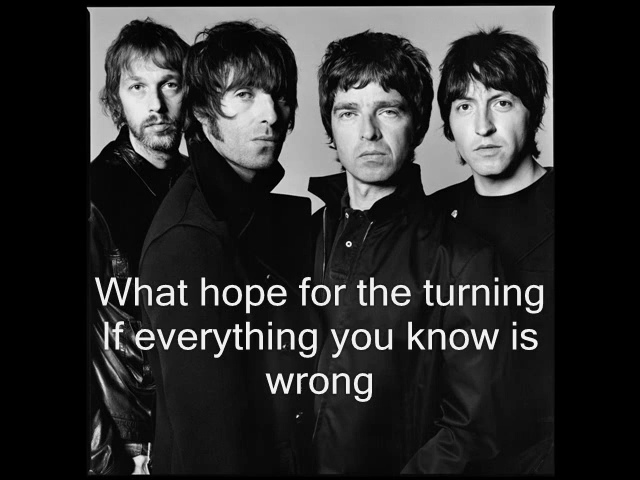 What hope for the turning
If everything you know is
wrong